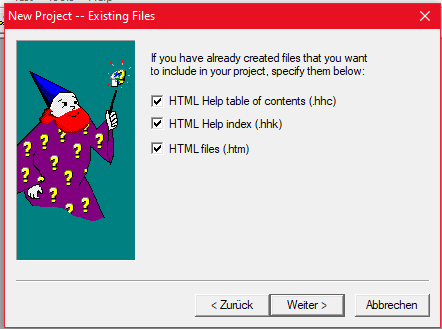 New Project -- Existing Files
If you have already created files that you want
to include in your project, specify them below:
HTML Help table of contents (.hhc)
HTML Help index (.hhk)
HTML files (.htm)
< Zurück
Weiter >
Abbrechen